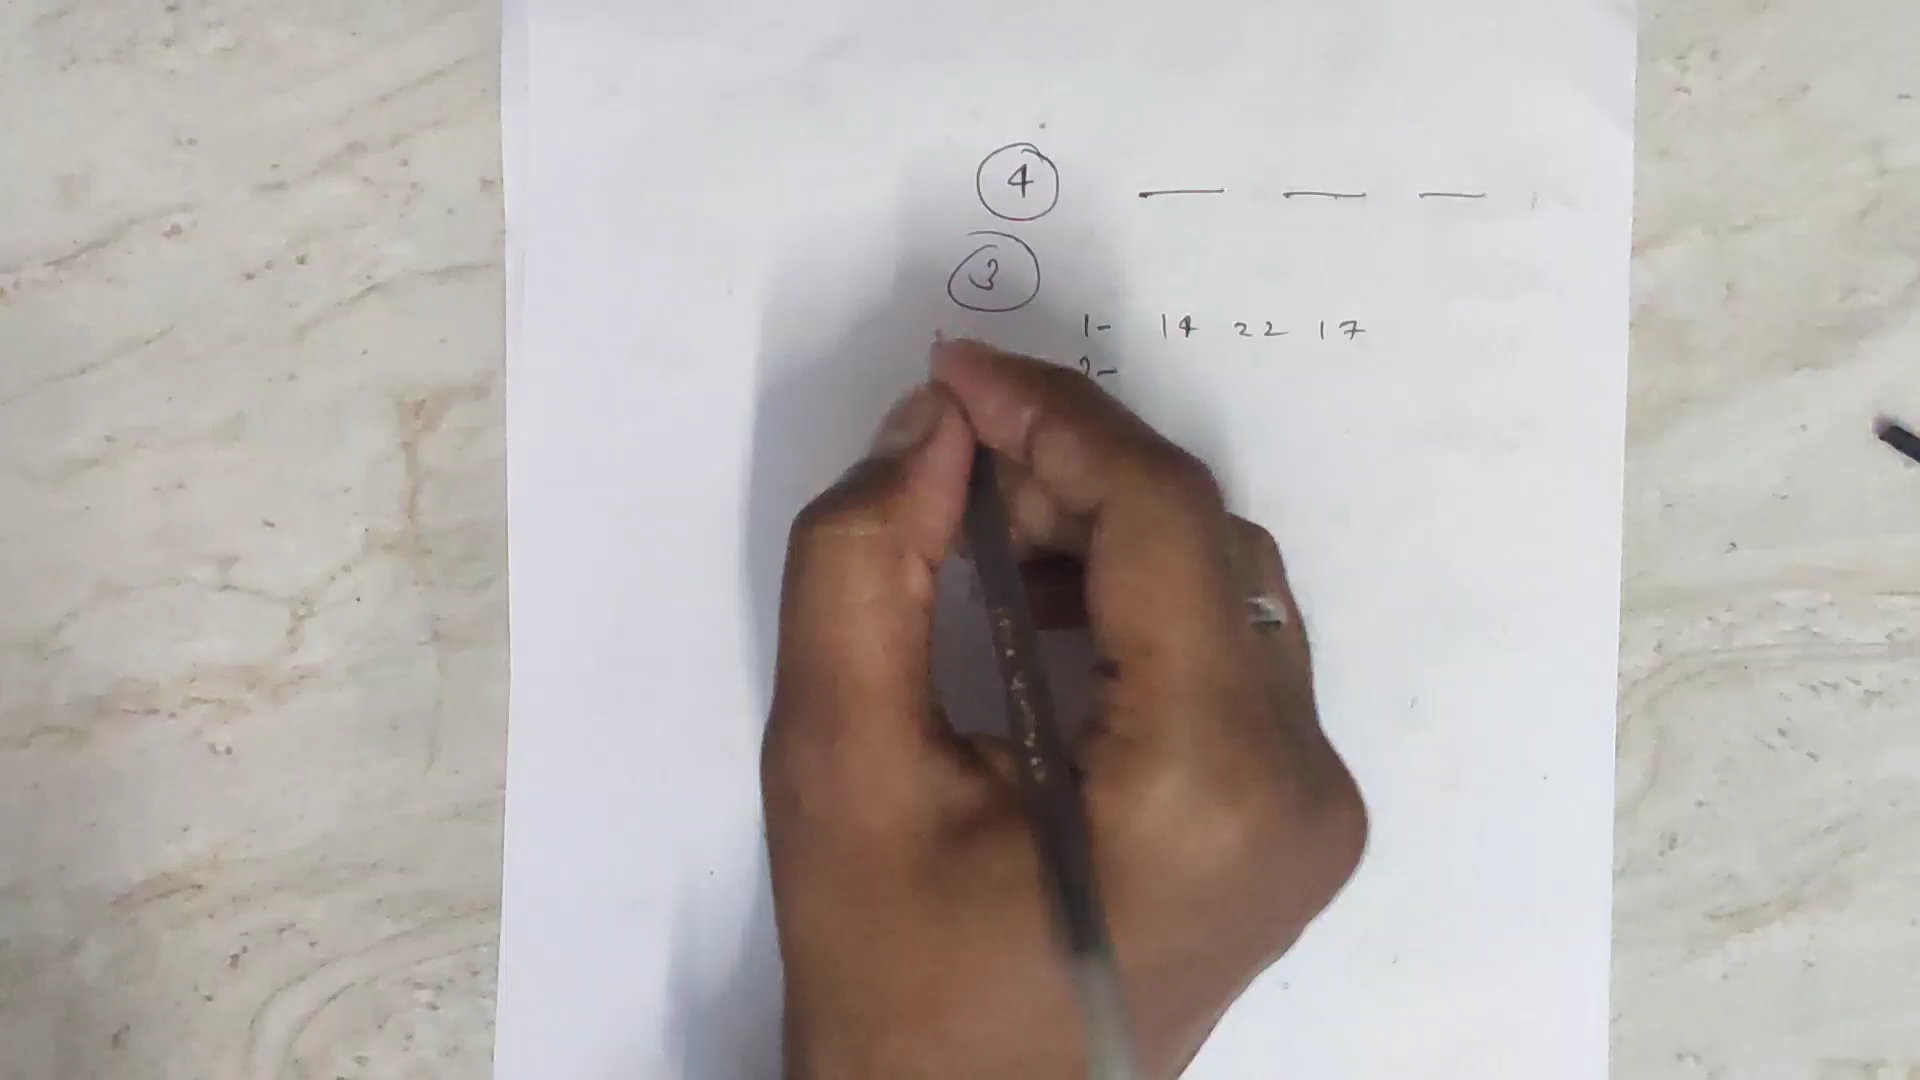 4 — — —
3
1- 14 22 17
2-